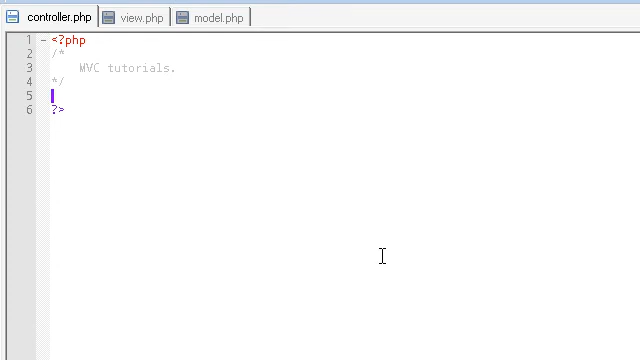 controller.php view.php model.php
1 <?php
2 /*
3 MVC tutorials.
4 */
5
6 ?>